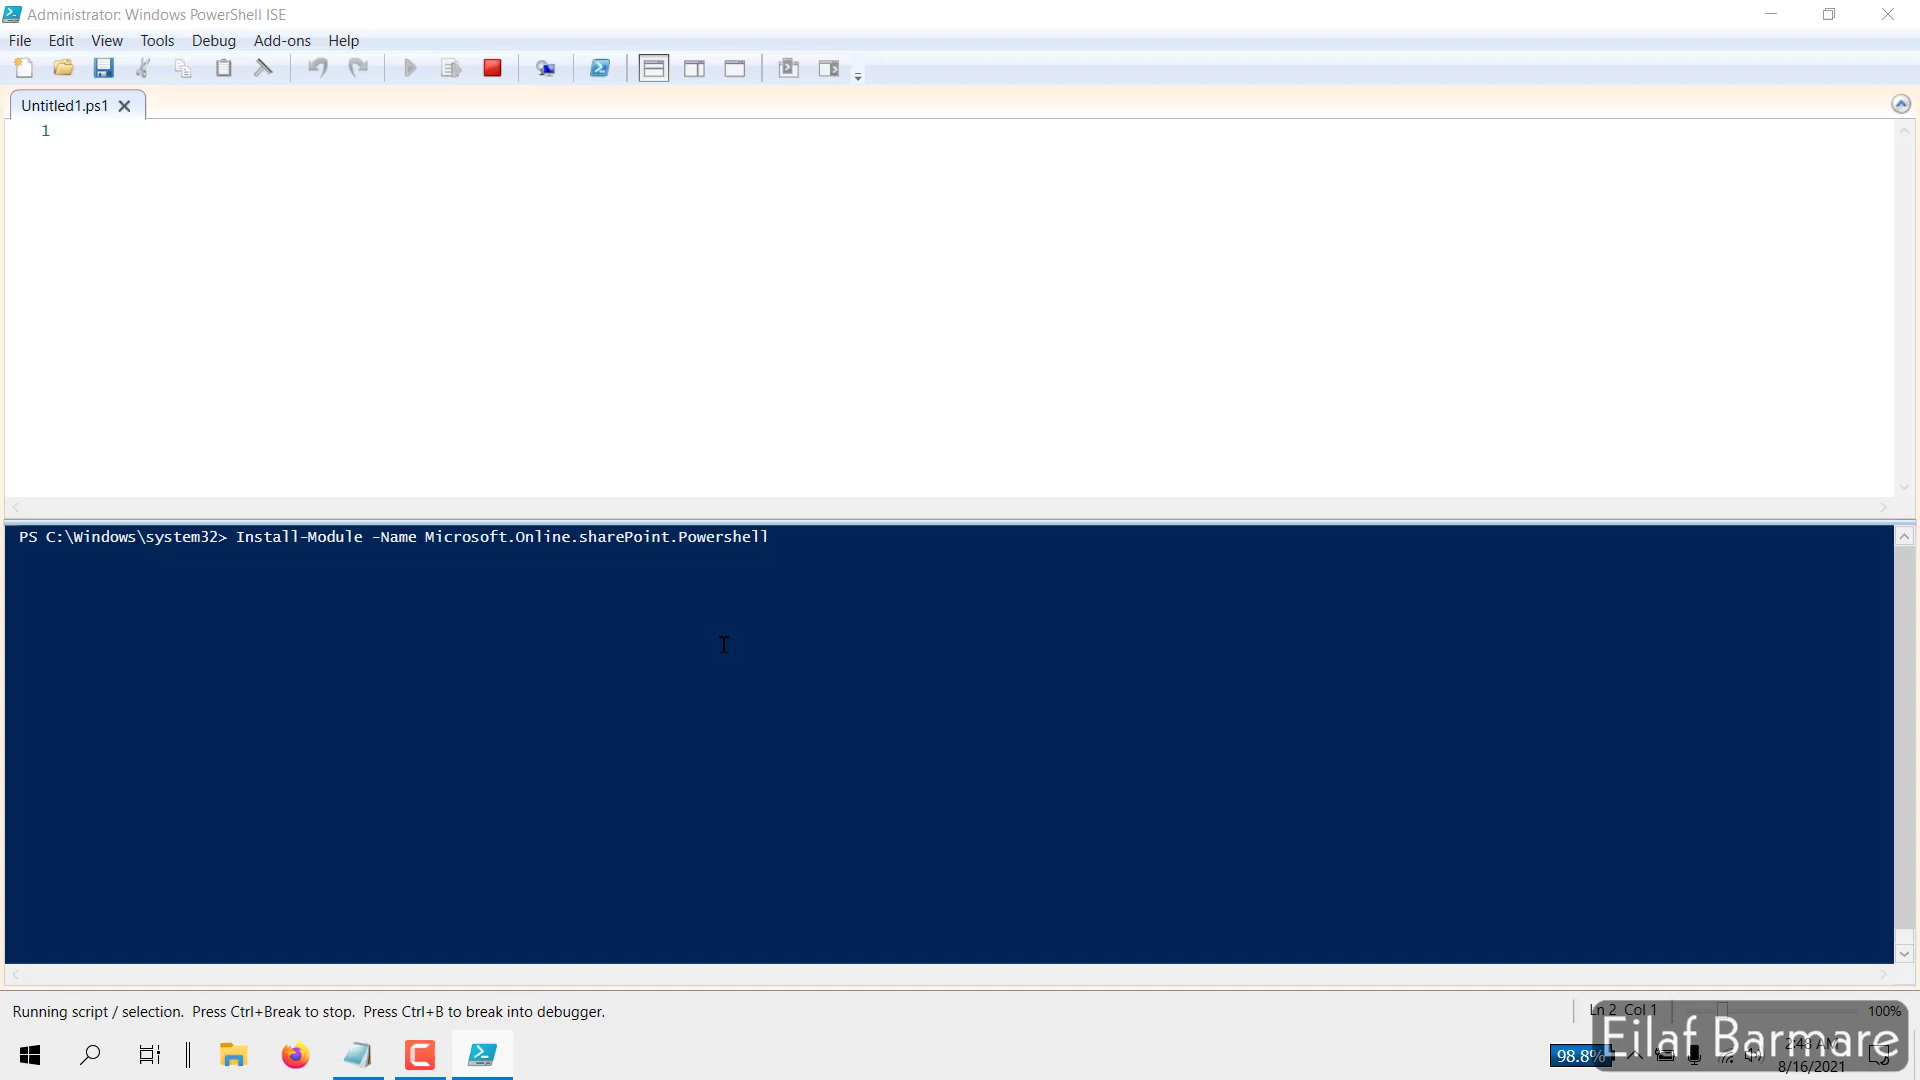 Administrator: Windows PowerShell ISE
File Edit View Tools Debug Add-ons Help
Untitled1.ps1
1
PS C:\Windows\system32> Install-Module -Name Microsoft.Online.sharePoint.Powershell
Running script / selection. Press Ctrl+Break to stop. Press Ctrl+B to break into debugger.
Ln 2 Col 1
100%
Eilaf Barmare
98.8%
2:48 AM
8/16/2021